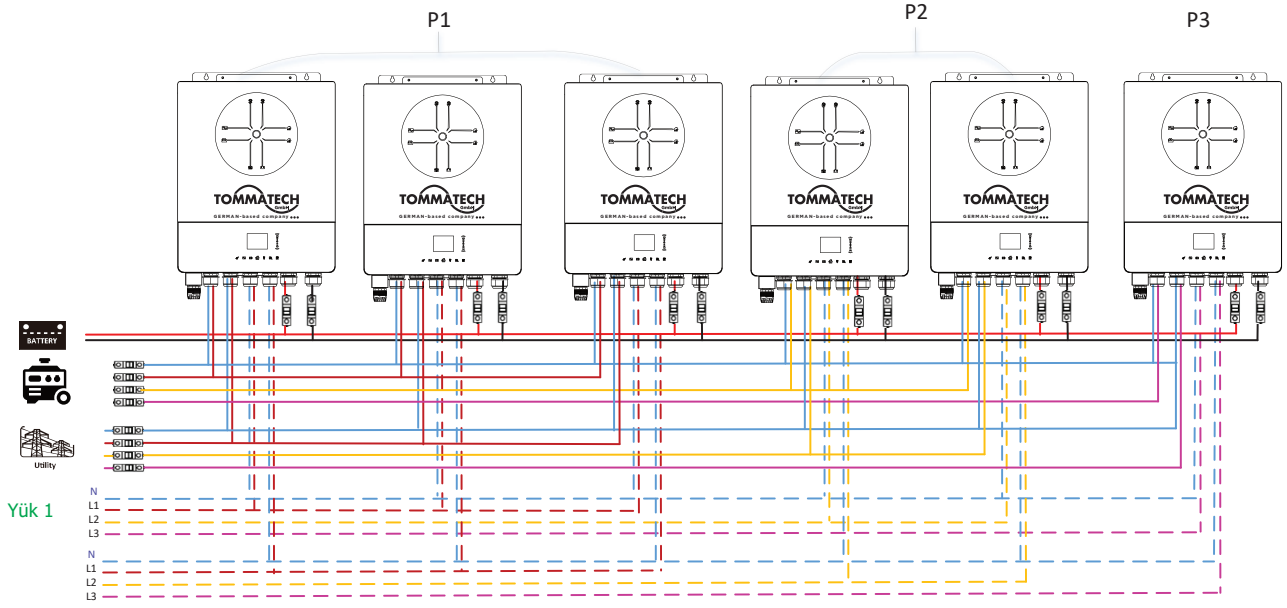 P1
P2
P3
TOMMATECH
GmbH
GERMAN-based company
TOMMATECH
GmbH
GERMAN-based company
TOMMATECH
GmbH
GERMAN-based company
TOMMATECH
GmbH
GERMAN-based company
TOMMATECH
GmbH
GERMAN-based company
TOMMATECH
GmbH
GERMAN-based company
BATTERY
Utility
Yük 1
N
L1
L2
L3
N
L1
L2
L3